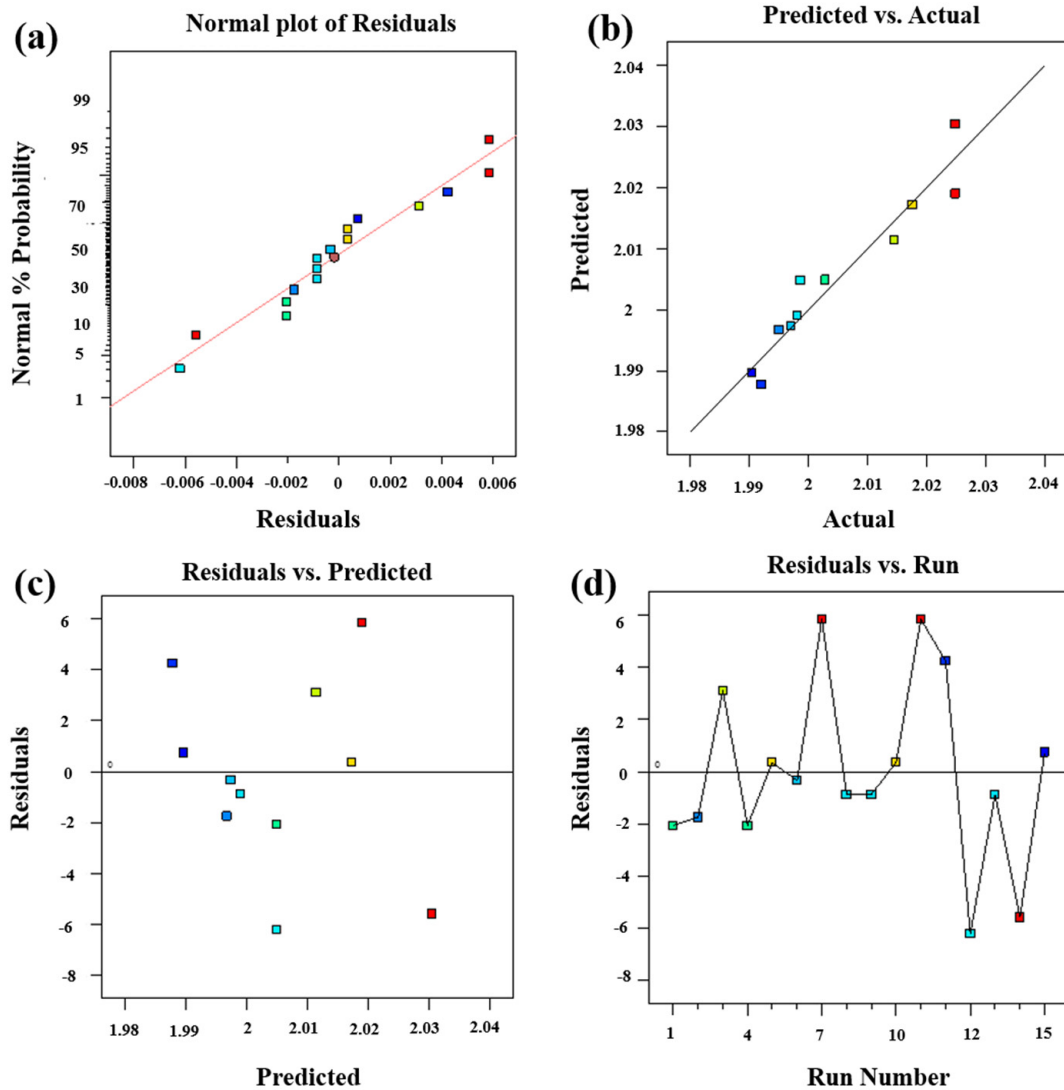 (a)
Normal plot of Residuals
Normal % Probability
99
95
70
50
30
10
5
1
-0.008 -0.006 -0.004 -0.002 0 0.002 0.004 0.006
Residuals
(b)
Predicted vs. Actual
Predicted
2.04
2.03
2.02
2.01
2
1.99
1.98
1.98 1.99 2 2.01 2.02 2.03 2.04
Actual
(c)
Residuals vs. Predicted
Residuals
6
4
2
0
-2
-4
-6
-8
1.98 1.99 2 2.01 2.02 2.03 2.04
Predicted
(d)
Residuals vs. Run
Residuals
6
4
2
0
-2
-4
-6
-8
1 4 7 10 12 15
Run Number